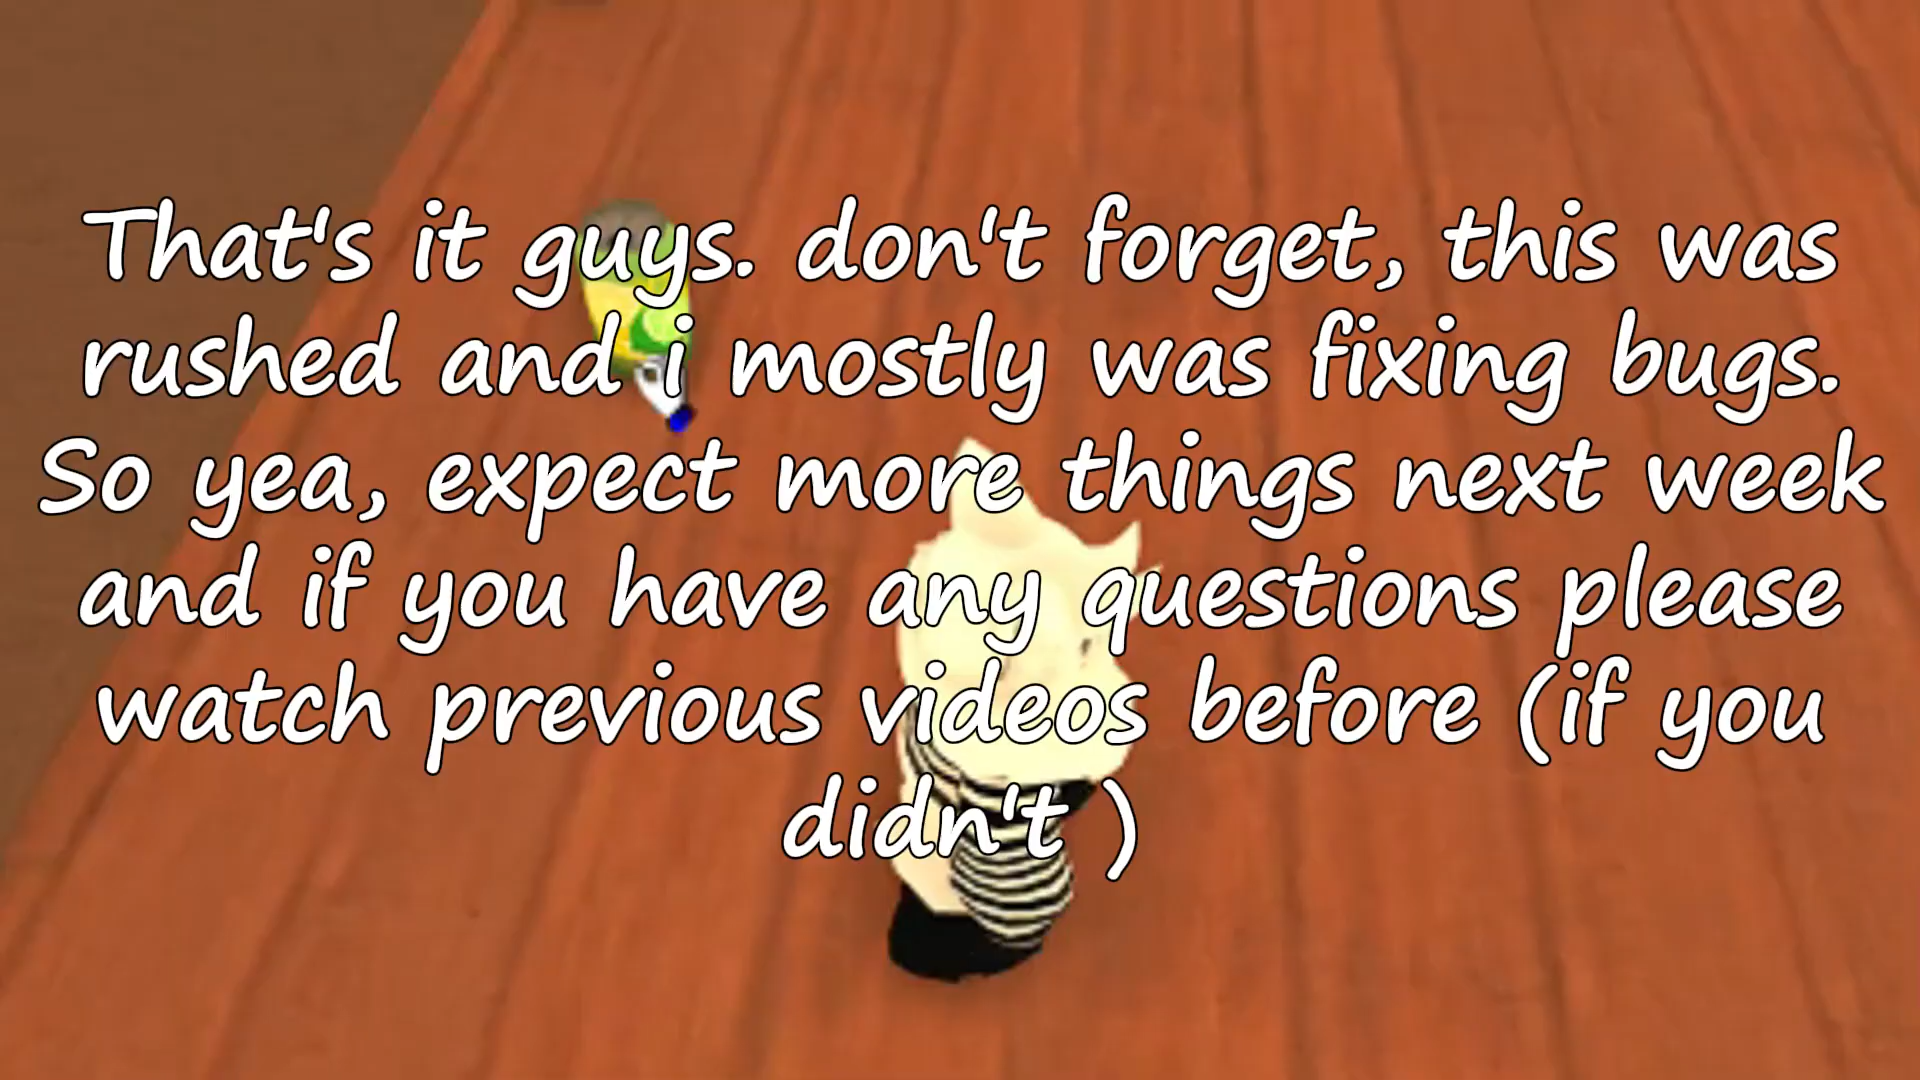 That's it guys. don't forget, this was
rushed and i mostly was fixing bugs.
So yea, expect more things next week
and if you have any questions please
watch previous videos before (if you
didn't )